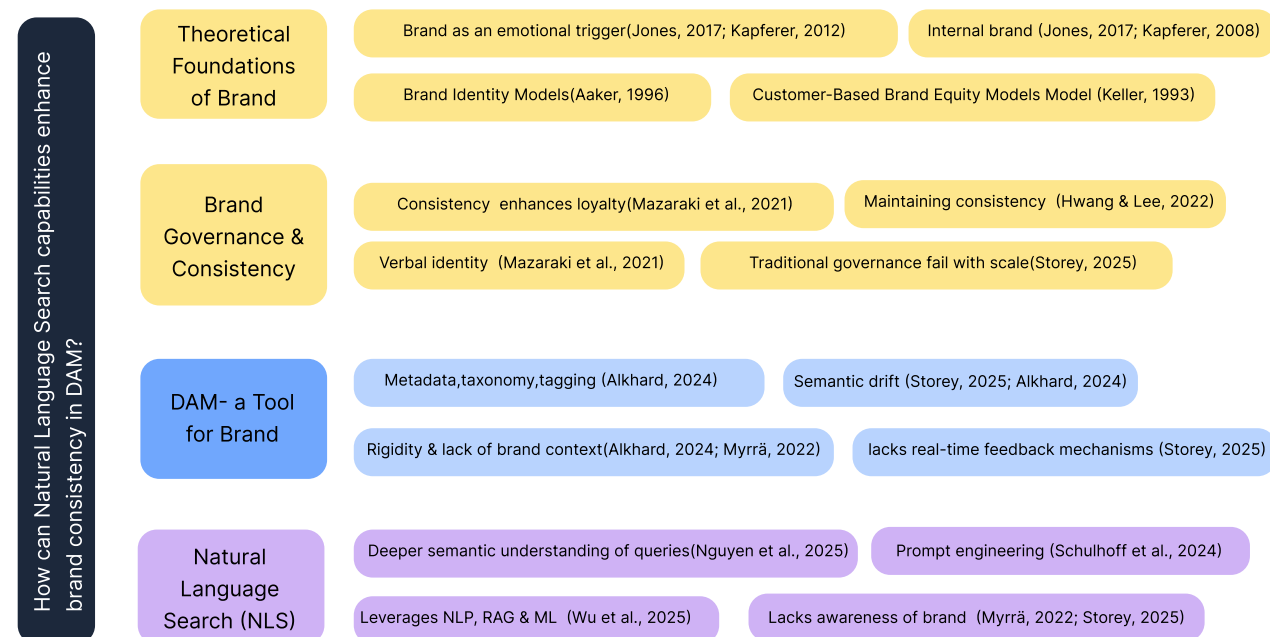 How can Natural Language Search capabilities enhance
brand consistency in DAM?
Theoretical
Foundations
of Brand
Brand as an emotional trigger(Jones, 2017; Kapferer, 2012)
Internal brand (Jones, 2017; Kapferer, 2008)
Brand Identity Models(Aaker, 1996)
Customer-Based Brand Equity Models Model (Keller, 1993)
Brand
Governance &
Consistency
Consistency  enhances loyalty(Mazaraki et al., 2021)
Maintaining consistency  (Hwang & Lee, 2022)
Verbal identity  (Mazaraki et al., 2021)
Traditional governance fail with scale(Storey, 2025)
DAM- a Tool
for Brand
Metadata,taxonomy,tagging (Alkhard, 2024)
Semantic drift (Storey, 2025; Alkhard, 2024)
Rigidity & lack of brand context(Alkhard, 2024; Myrrä, 2022)
lacks real-time feedback mechanisms (Storey, 2025)
Natural
Language
Search (NLS)
Deeper semantic understanding of queries(Nguyen et al., 2025)
Prompt engineering (Schulhoff et al., 2024)
Leverages NLP, RAG & ML  (Wu et al., 2025)
Lacks awareness of brand  (Myrrä, 2022; Storey, 2025)